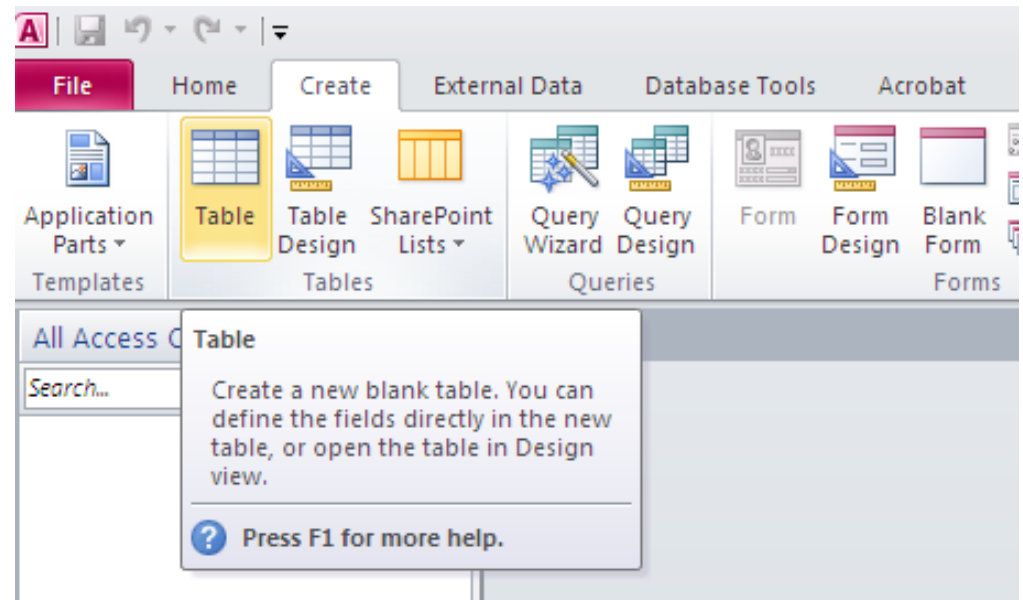 A
File Home Create External Data Database Tools Acrobat
Application Parts
Table
Table Design
SharePoint Lists
Query Wizard
Query Design
Form
Form Design
Blank Form
Templates Tables Queries Forms
All Access
Search...
Table
Create a new blank table. You can
define the fields directly in the new
table, or open the table in Design
view.
? Press F1 for more help.